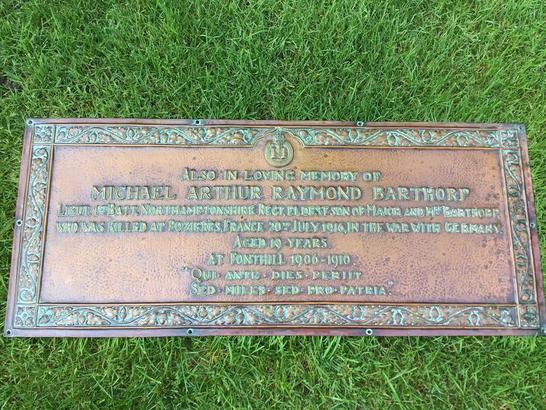 ALSO IN LOVING MEMORY OF
MICHAEL ARTHUR RAYMOND BARTHORP
LIEUT. 1ST BATT. NORTHAMPTONSHIRE REGT. ELDEST SON OF MAJOR AND MRS BARTHORP.
WHO WAS KILLED AT POZIERES, FRANCE 20TH JULY 1916, IN THE WAR WITH GERMANY.
AGED 19 YEARS.
AT FONTHILL 1906-1910
"QUI·ANTE·DIES·PERIIT
SED·MILES·SED·PRO·PATRIA."